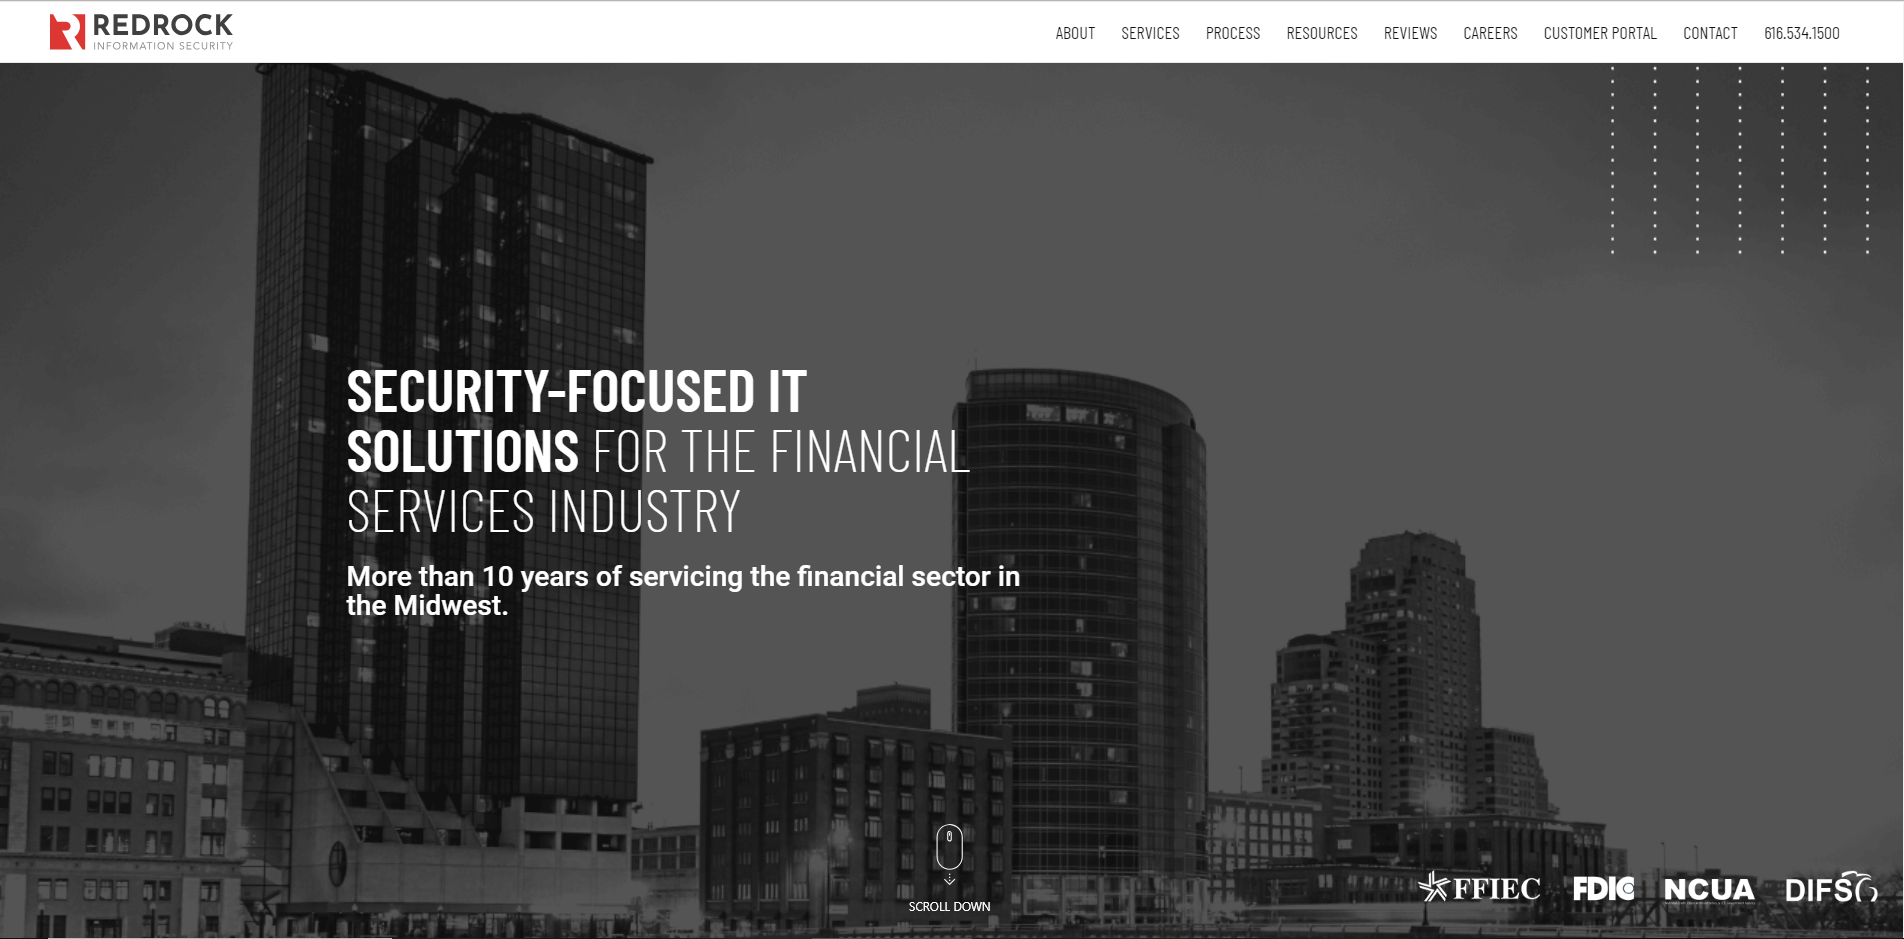 REDROCK
INFORMATION SECURITY
ABOUT SERVICES PROCESS RESOURCES REVIEWS CAREERS CUSTOMER PORTAL CONTACT 616.534.1500
SECURITY-FOCUSED IT
SOLUTIONS FOR THE FINANCIAL
SERVICES INDUSTRY
More than 10 years of servicing the financial sector in
the Midwest.
SCROLL DOWN
FFIEC FDIC NCUA DIFS